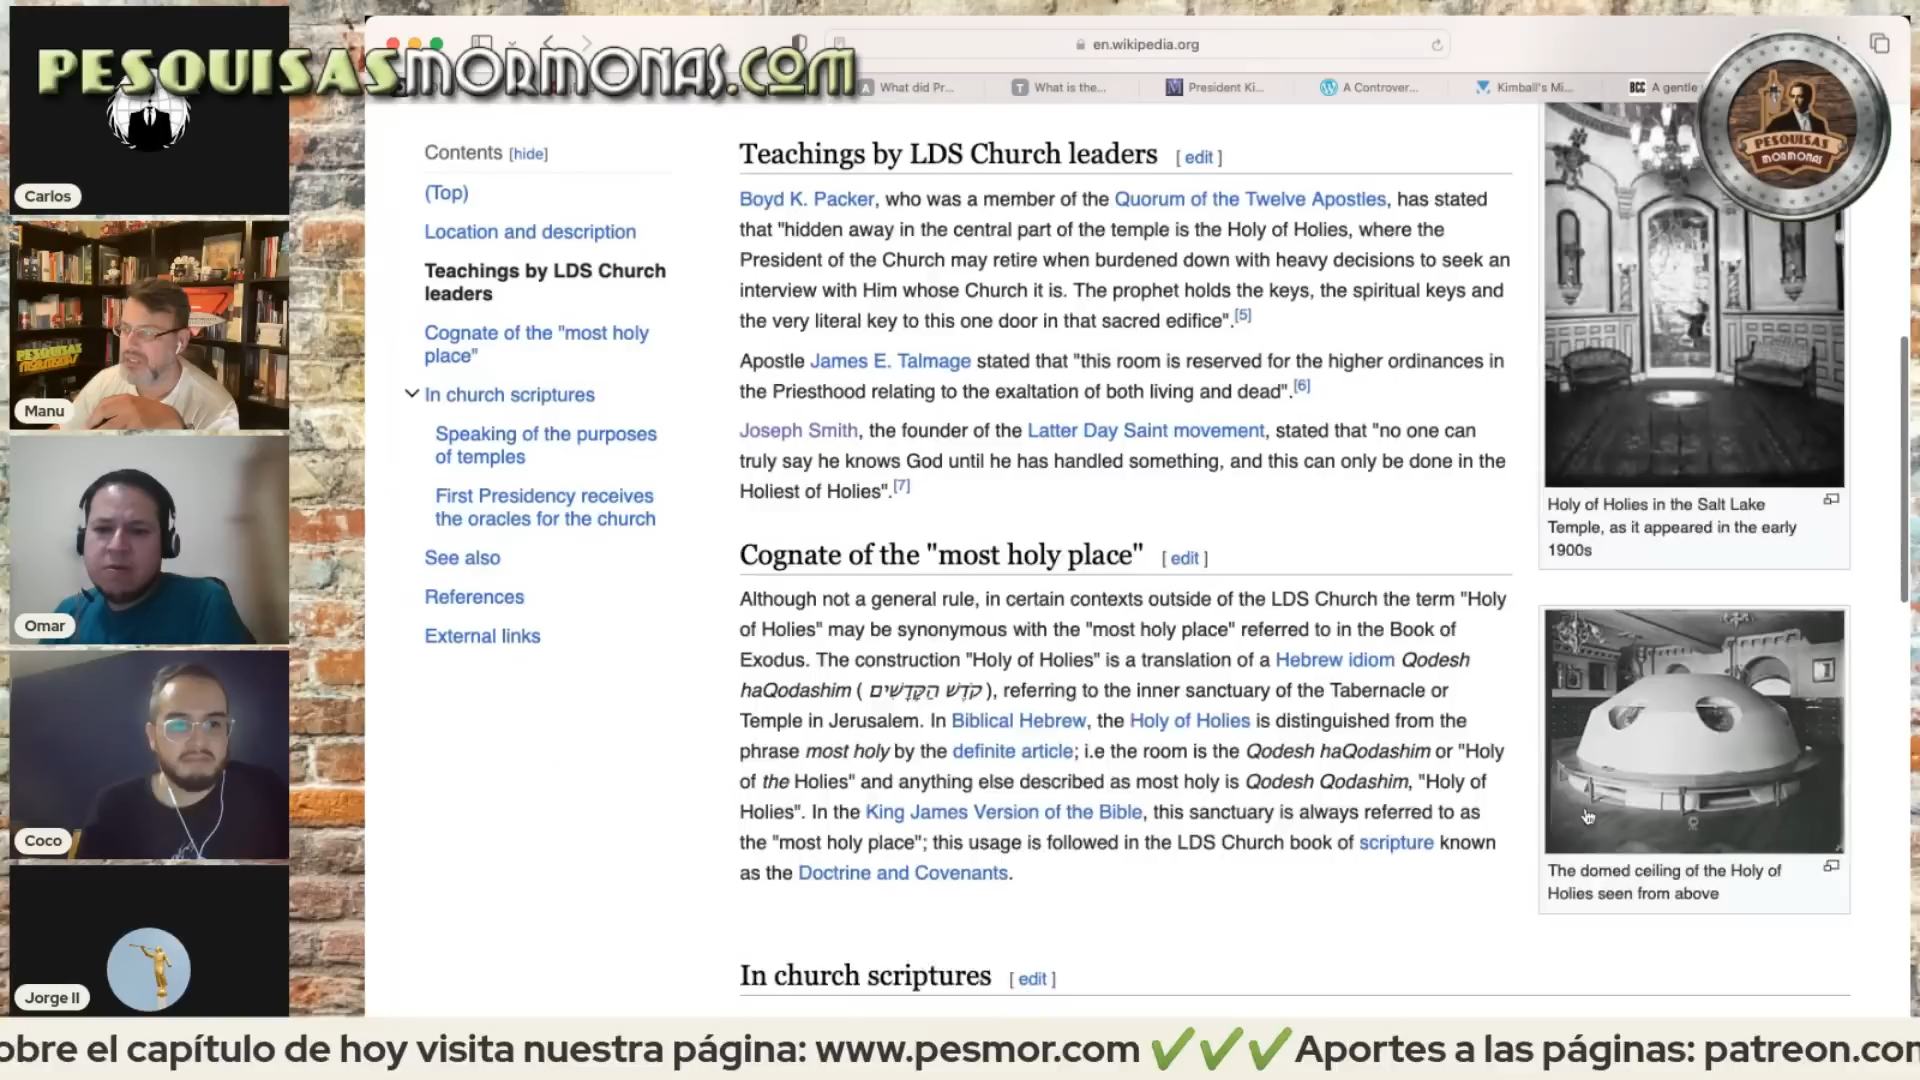 PESQUISASMORMONAS.COM
en.wikipedia.org
What did Pr...
What is the...
President Ki...
A Controver...
Kimball's Mi...
BCC A gentle
PESQUISAS
MORMONAS
Carlos
Manu
PESQUISAS
Omar
Coco
Jorge II
Contents [hide]
(Top)
Location and description
Teachings by LDS Church
leaders
Cognate of the "most holy
place"
In church scriptures
Speaking of the purposes
of temples
First Presidency receives
the oracles for the church
See also
References
External links
Teachings by LDS Church leaders [ edit ]
Boyd K. Packer, who was a member of the Quorum of the Twelve Apostles, has stated
that "hidden away in the central part of the temple is the Holy of Holies, where the
President of the Church may retire when burdened down with heavy decisions to seek an
interview with Him whose Church it is. The prophet holds the keys, the spiritual keys and
the very literal key to this one door in that sacred edifice".[5]
Apostle James E. Talmage stated that "this room is reserved for the higher ordinances in
the Priesthood relating to the exaltation of both living and dead".[6]
Joseph Smith, the founder of the Latter Day Saint movement, stated that "no one can
truly say he knows God until he has handled something, and this can only be done in the
Holiest of Holies".[7]
Cognate of the "most holy place" [ edit ]
Although not a general rule, in certain contexts outside of the LDS Church the term "Holy
of Holies" may be synonymous with the "most holy place" referred to in the Book of
Exodus. The construction "Holy of Holies" is a translation of a Hebrew idiom Qodesh
haQodashim ( קֹדֶשׁ הַקֳּדָשִׁים ), referring to the inner sanctuary of the Tabernacle or
Temple in Jerusalem. In Biblical Hebrew, the Holy of Holies is distinguished from the
phrase most holy by the definite article; i.e the room is the Qodesh haQodashim or "Holy
of the Holies" and anything else described as most holy is Qodesh Qodashim, "Holy of
Holies". In the King James Version of the Bible, this sanctuary is always referred to as
the "most holy place"; this usage is followed in the LDS Church book of scripture known
as the Doctrine and Covenants.
In church scriptures [ edit ]
Holy of Holies in the Salt Lake
Temple, as it appeared in the early
1900s
The domed ceiling of the Holy of
Holies seen from above
obre el capítulo de hoy visita nuestra página: www.pesmor.com ✔✔✔ Aportes a las páginas: patreon.com